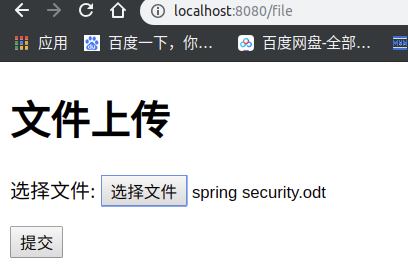 localhost:8080/file
应用 百度一下，你... 百度网盘-全部...
文件上传
选择文件: 选择文件 spring security.odt
提交